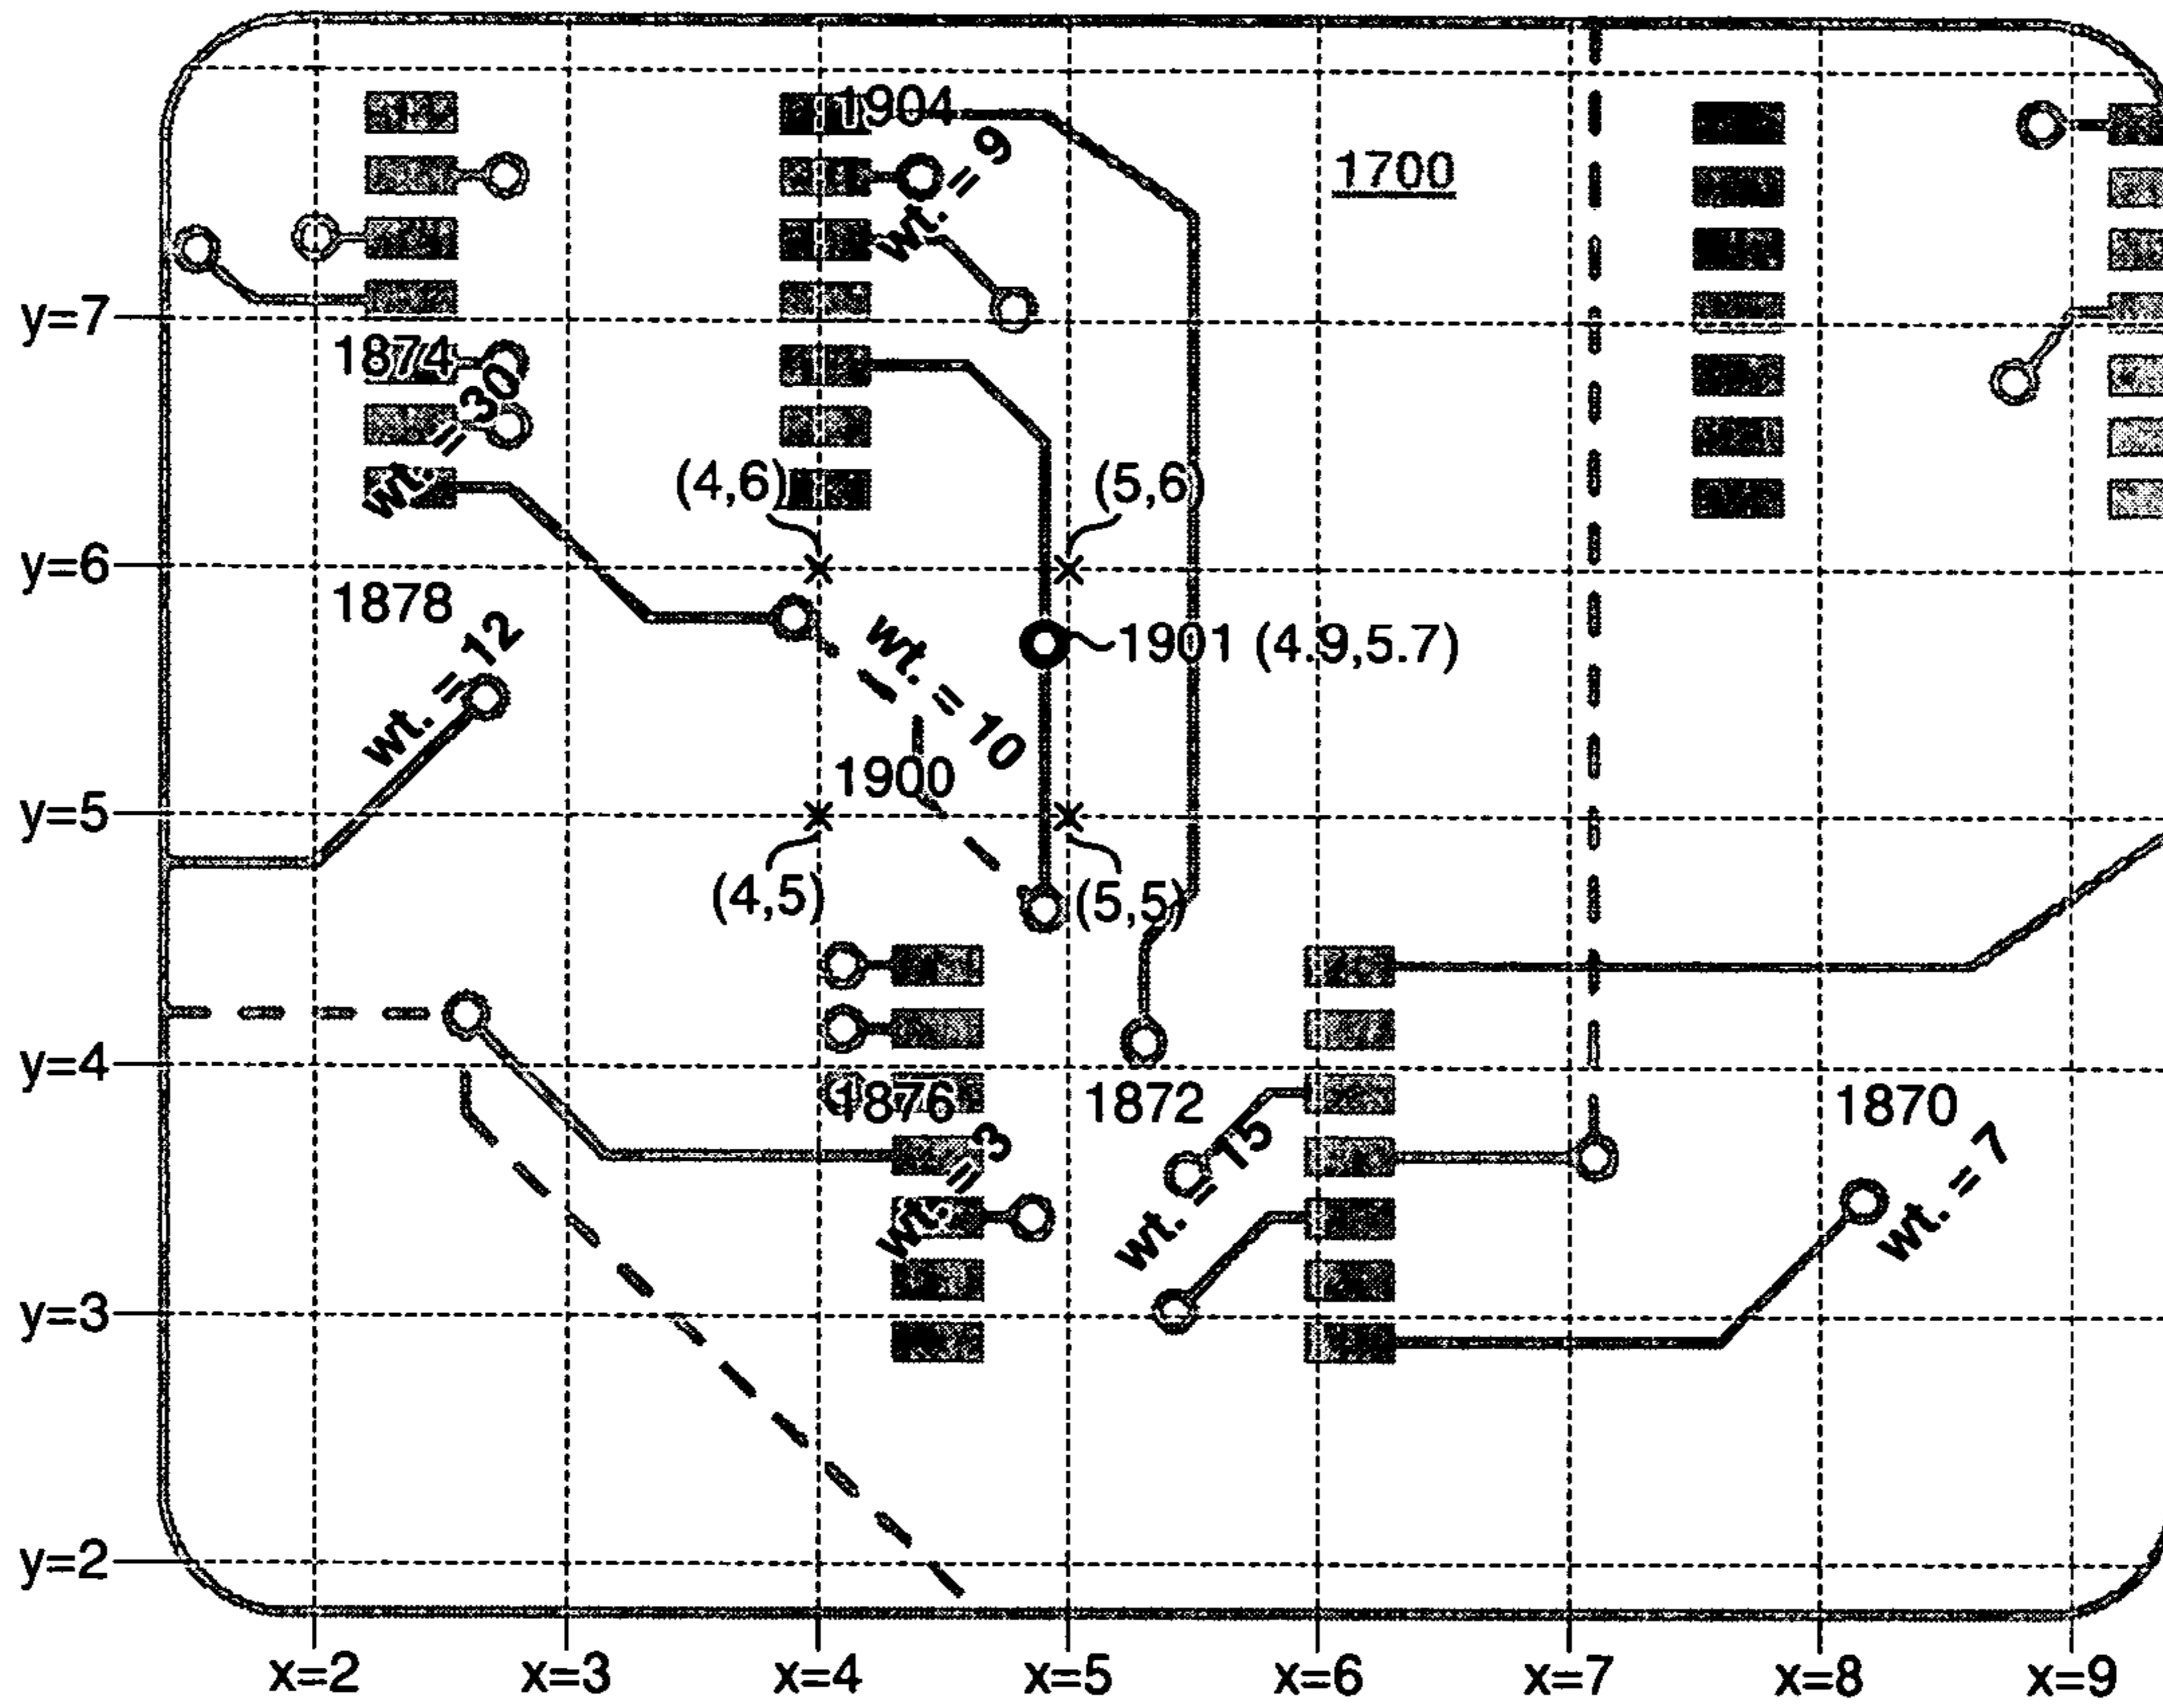 1904
wt. = 9
1700
y=7
1874
wt. = 30
(4,6)
(5,6)
y=6
1878
wt. = 12
wt. = 10
1901 (4.9,5.7)
1900
y=5
(4,5)
(5,5)
y=4
1876
wt. = 3
1872
wt. = 15
1870
wt. = 7
y=3
y=2
x=2 x=3 x=4 x=5 x=6 x=7 x=8 x=9